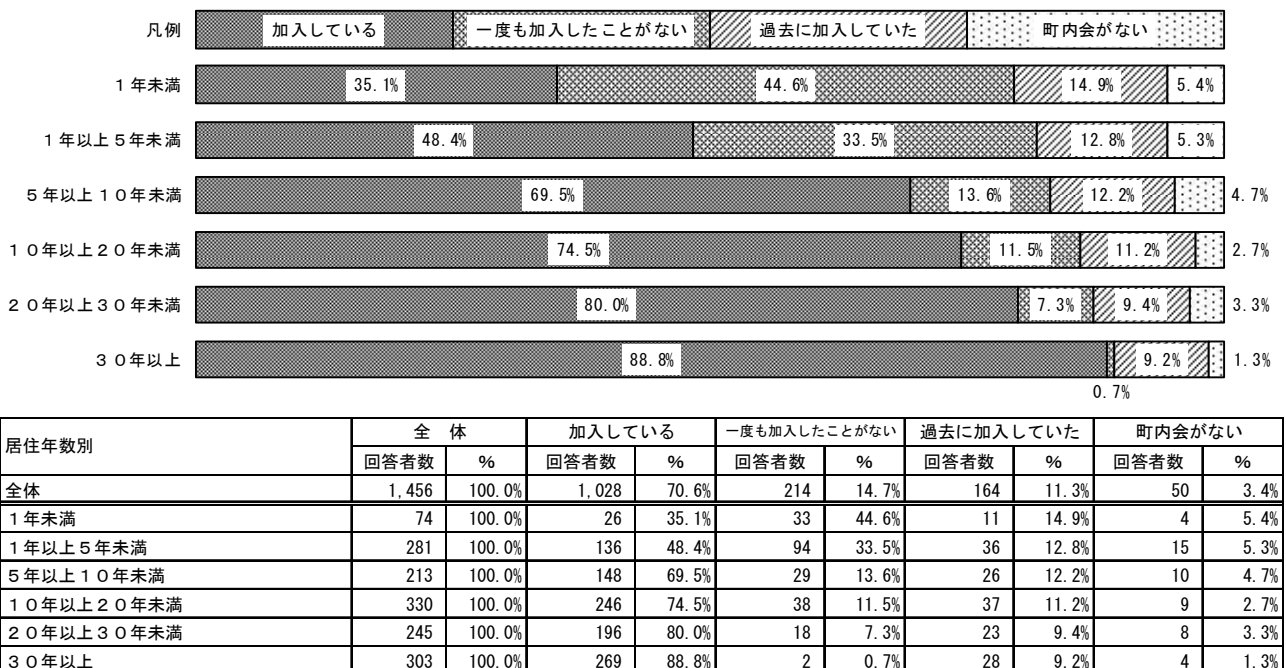 凡例 加入している 一度も加入したことがない 過去に加入していた 町内会がない
１年未満 35.1% 44.6% 14.9% 5.4%
１年以上５年未満 48.4% 33.5% 12.8% 5.3%
５年以上１０年未満 69.5% 13.6% 12.2% 4.7%
１０年以上２０年未満 74.5% 11.5% 11.2% 2.7%
２０年以上３０年未満 80.0% 7.3% 9.4% 3.3%
３０年以上 88.8% 9.2% 1.3%
0.7%
居住年数別 全　体 加入している 一度も加入したことがない 過去に加入していた 町内会がない
回答者数 % 回答者数 % 回答者数 % 回答者数 % 回答者数 %
全体 1,456 100.0% 1,028 70.6% 214 14.7% 164 11.3% 50 3.4%
１年未満 74 100.0% 26 35.1% 33 44.6% 11 14.9% 4 5.4%
１年以上５年未満 281 100.0% 136 48.4% 94 33.5% 36 12.8% 15 5.3%
５年以上１０年未満 213 100.0% 148 69.5% 29 13.6% 26 12.2% 10 4.7%
１０年以上２０年未満 330 100.0% 246 74.5% 38 11.5% 37 11.2% 9 2.7%
２０年以上３０年未満 245 100.0% 196 80.0% 18 7.3% 23 9.4% 8 3.3%
３０年以上 303 100.0% 269 88.8% 2 0.7% 28 9.2% 4 1.3%